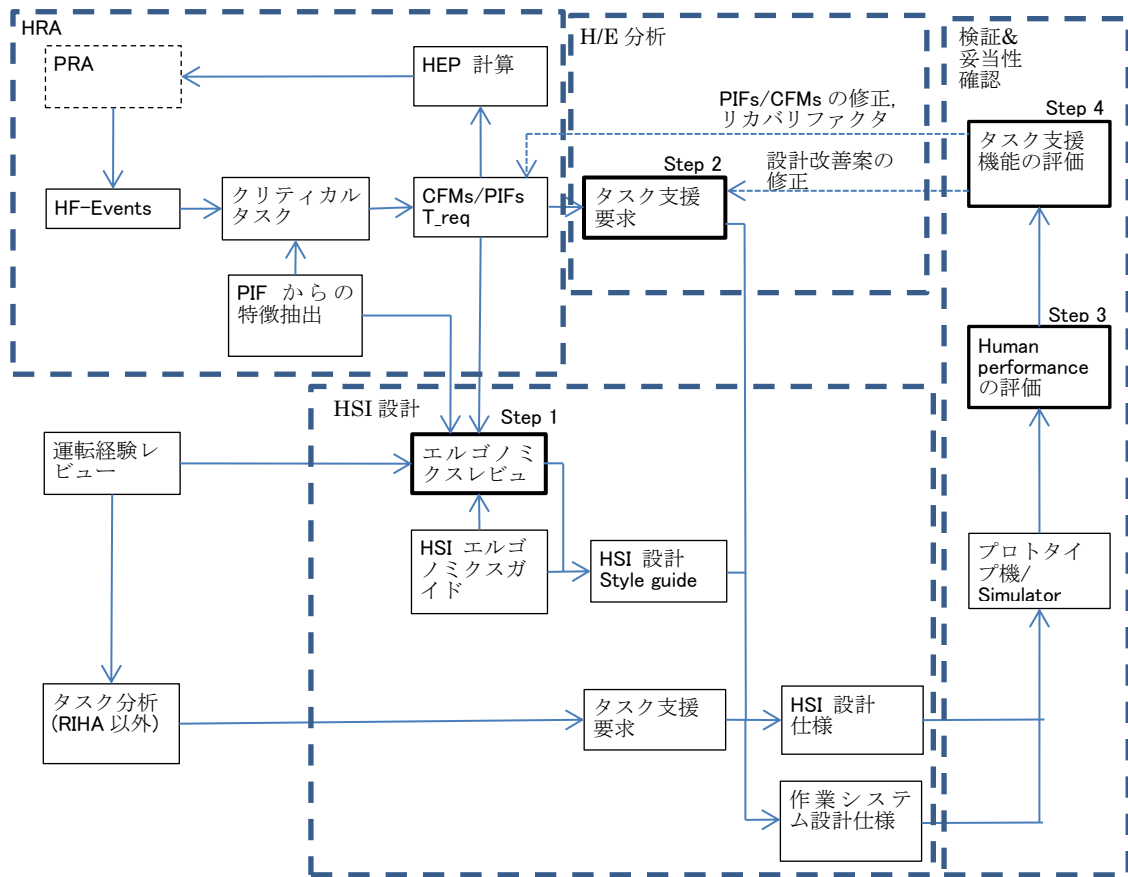 HRA
PRA
HEP 計算
HF-Events
クリティカル
タスク
CFMs/PIFs
T_req
PIF からの
特徴抽出
H/E 分析
PIFs/CFMs の修正,
リカバリファクタ
Step 2
設計改善案の
修正
タスク支援
要求
検証&
妥当性
確認
Step 4
タスク支援
機能の評価
Step 3
Human
performance
の評価
プロトタイ
プ機/
Simulator
HSI 設計
Step 1
エルゴノミ
クスレビュ
運転経験レ
ビュー
HSI エルゴ
ノミクスガ
イド
HSI 設計
Style guide
タスク分析
(RIHA 以外)
タスク支援
要求
HSI 設計
仕様
作業システ
ム設計仕様